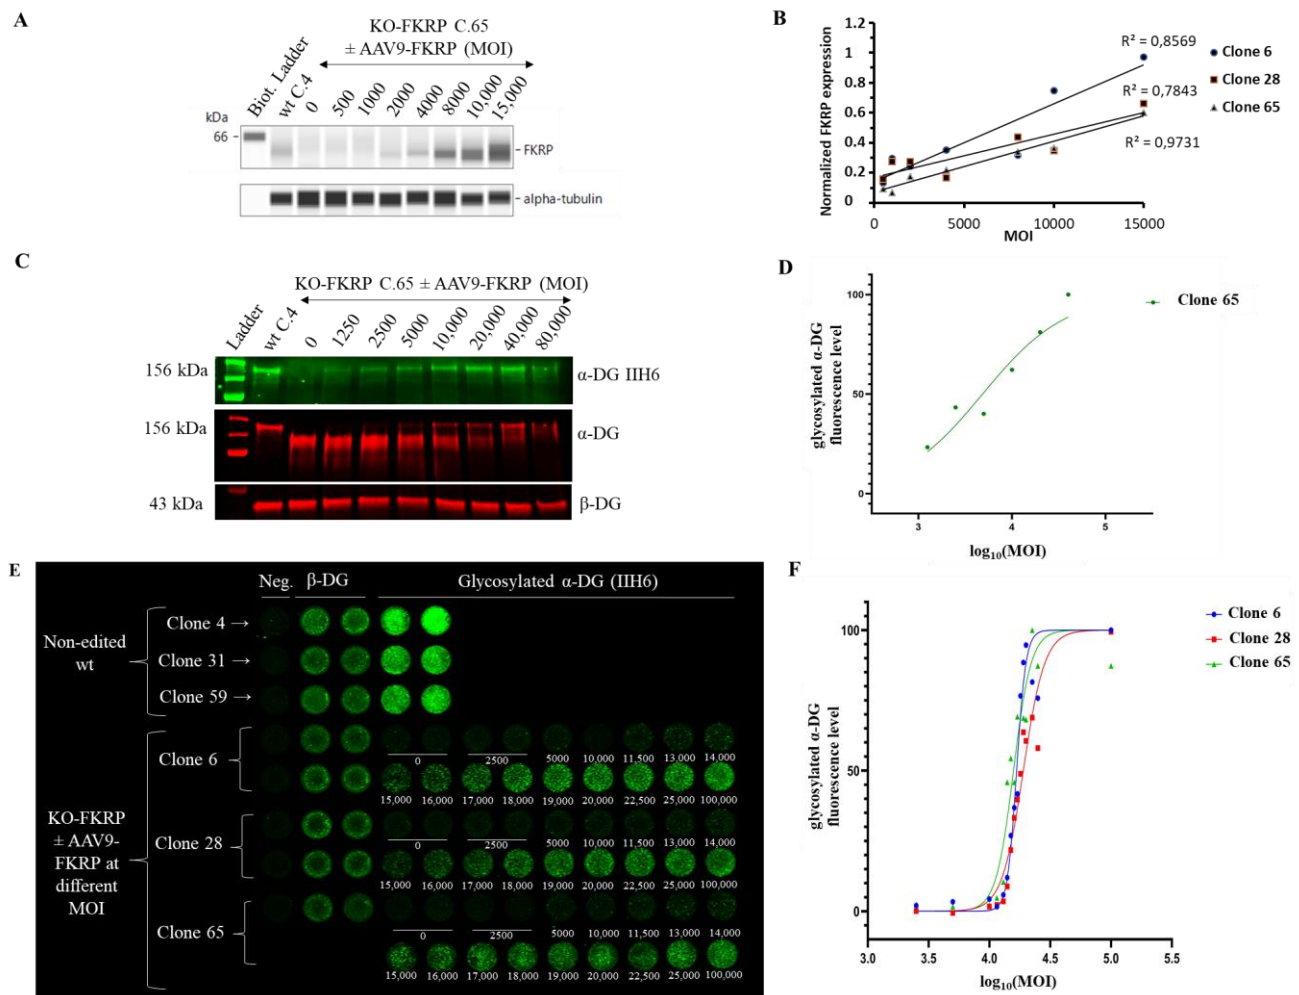 A
KO-FKRP C.65
± AAV9-FKRP (MOI)
Biot. Ladder
wt C.4
0
500
1000
2000
4000
8000
10,000
15,000
kDa
66
FKRP
alpha-tubulin
B
Normalized FKRP expression
1.2
1
0.8
0.6
0.4
0.2
0
0
5000
10000
15000
MOI
R² = 0,8569
R² = 0,7843
R² = 0,9731
Clone 6
Clone 28
Clone 65
C
KO-FKRP C.65 ± AAV9-FKRP (MOI)
Ladder
wt C.4
0
1250
2500
5000
10,000
20,000
40,000
80,000
156 kDa
α-DG IIH6
156 kDa
α-DG
43 kDa
β-DG
D
glycosylated α-DG
fluorescence level
100
50
0
3
4
5
log10(MOI)
Clone 65
E
Neg.
β-DG
Glycosylated α-DG (IIH6)
Non-edited
wt
Clone 4 →
Clone 31 →
Clone 59 →
KO-FKRP
± AAV9-
FKRP at
different
MOI
Clone 6
0 2500 5000 10,000 11,500 13,000 14,000
15,000 16,000 17,000 18,000 19,000 20,000 22,500 25,000 100,000
Clone 28
0 2500 5000 10,000 11,500 13,000 14,000
15,000 16,000 17,000 18,000 19,000 20,000 22,500 25,000 100,000
Clone 65
0 2500 5000 10,000 11,500 13,000 14,000
15,000 16,000 17,000 18,000 19,000 20,000 22,500 25,000 100,000
F
glycosylated α-DG
fluorescence level
100
50
0
3.0
3.5
4.0
4.5
5.0
5.5
log10(MOI)
Clone 6
Clone 28
Clone 65